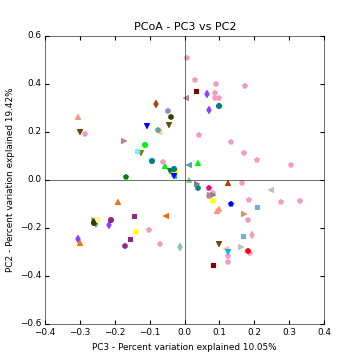 PCoA - PC3 vs PC2
0.6
0.4
0.2
0.0
−0.2
−0.4
−0.6
PC2 - Percent variation explained 19.42%
−0.4 −0.3 −0.2 −0.1 0.0 0.1 0.2 0.3 0.4
PC3 - Percent variation explained 10.05%